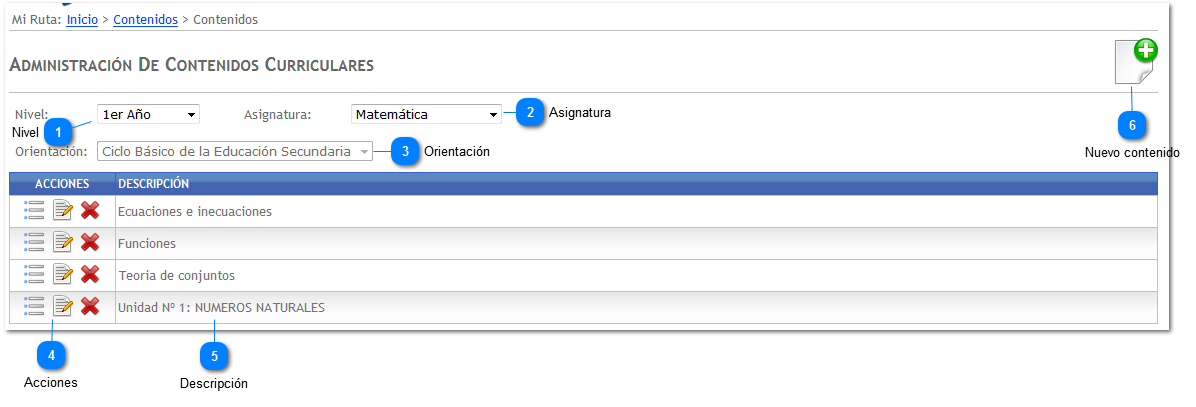 Mi Ruta: Inicio > Contenidos > Contenidos
ADMINISTRACIÓN DE CONTENIDOS CURRICULARES
Nivel: 1er Año Asignatura: Matemática 2 Asignatura
Nivel 1
6
Orientación: Ciclo Básico de la Educación Secundaria 3 Orientación
Nuevo contenido
ACCIONES DESCRIPCIÓN
Ecuaciones e inecuaciones
Funciones
Teoria de conjuntos
Unidad Nº 1: NUMEROS NATURALES
4 5
Acciones Descripción